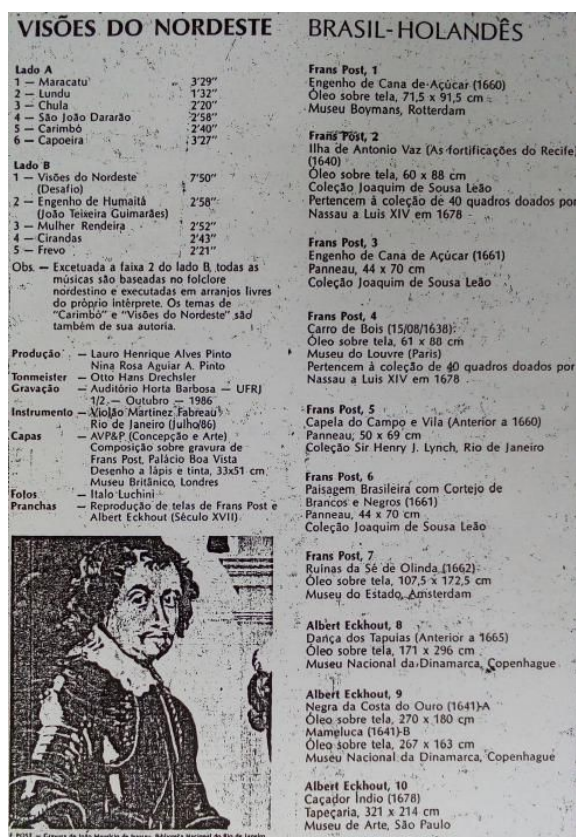 VISÕES DO NORDESTE
Lado A
1 — Maracatu 3'29"
2 — Lundu 1'32"
3 — Chula 2'20"
4 — São João Dararão 2'58"
5 — Carimbó 2'40"
6 — Capoeira 3'27"
Lado B
1 — Visões do Nordeste 7'50"
(Desafio)
2 — Engenho de Humaitá 2'58"
(João Teixeira Guimarães)
3 — Mulher Rendeira 2'52"
4 — Cirandas 2'43"
5 — Frevo 2'21"
Obs. — Excetuada a faixa 2 do lado B, todas as
músicas são baseadas no folclore
nordestino e executadas em arranjos livres
do próprio intérprete. Os temas de
"Carimbó" e "Visões do Nordeste" são
também de sua autoria.
Produção — Lauro Henrique Alves Pinto
Nina Rosa Aguiar A. Pinto
Tonmeister — Otto Hans Drechsler
Gravação — Auditório Horta Barbosa — UFRJ
1/2 — Outubro — 1986
Instrumento — Violão Martinez Fabreau
Rio de Janeiro (Julho/86)
Capas — AVP&P (Concepção e Arte)
Composição sobre gravura de
Frans Post, Palácio Boa Vista
Desenho a lápis e tinta, 33x51 cm
Museu Britânico, Londres
Fotos — Italo Luchini
Pranchas — Reprodução de telas de Frans Post e
Albert Eckhout (Século XVII)
F. POST — Gravura de João Maurício de Nassau, Biblioteca Nacional do Rio de Janeiro
BRASIL-HOLANDÊS
Frans Post, 1
Engenho de Cana de Açúcar (1660)
Óleo sobre tela, 71,5 x 91,5 cm
Museu Boymans, Rotterdam
Frans Post, 2
Ilha de Antonio Vaz (As fortificações do Recife)
(1640)
Óleo sobre tela, 60 x 88 cm
Coleção Joaquim de Sousa Leão
Pertencem à coleção de 40 quadros doados por
Nassau a Luis XIV em 1678
Frans Post, 3
Engenho de Cana de Açúcar (1661)
Panneau, 44 x 70 cm
Coleção Joaquim de Sousa Leão
Frans Post, 4
Carro de Bois (15/08/1638)
Óleo sobre tela, 61 x 88 cm
Museu do Louvre (Paris)
Pertencem à coleção de 40 quadros doados por
Nassau a Luis XIV em 1678
Frans Post, 5
Capela do Campo e Vila (Anterior a 1660)
Panneau, 50 x 69 cm
Coleção Sir Henry J. Lynch, Rio de Janeiro
Frans Post, 6
Paisagem Brasileira com Cortejo de
Brancos e Negros (1661)
Panneau, 44 x 70 cm
Coleção Joaquim de Sousa Leão
Frans Post, 7
Ruínas da Sé de Olinda (1662)
Óleo sobre tela, 107,5 x 172,5 cm
Museu do Estado, Amsterdam
Albert Eckhout, 8
Dança dos Tapuias (Anterior a 1665)
Óleo sobre tela, 171 x 296 cm
Museu Nacional da Dinamarca, Copenhague
Albert Eckhout, 9
Negra da Costa do Ouro (1641)-A
Óleo sobre tela, 270 x 180 cm
Mameluca (1641)-B
Óleo sobre tela, 267 x 163 cm
Museu Nacional da Dinamarca, Copenhague
Albert Eckhout, 10
Caçador Índio (1678)
Tapeçaria, 321 x 214 cm
Museu de Arte, São Paulo